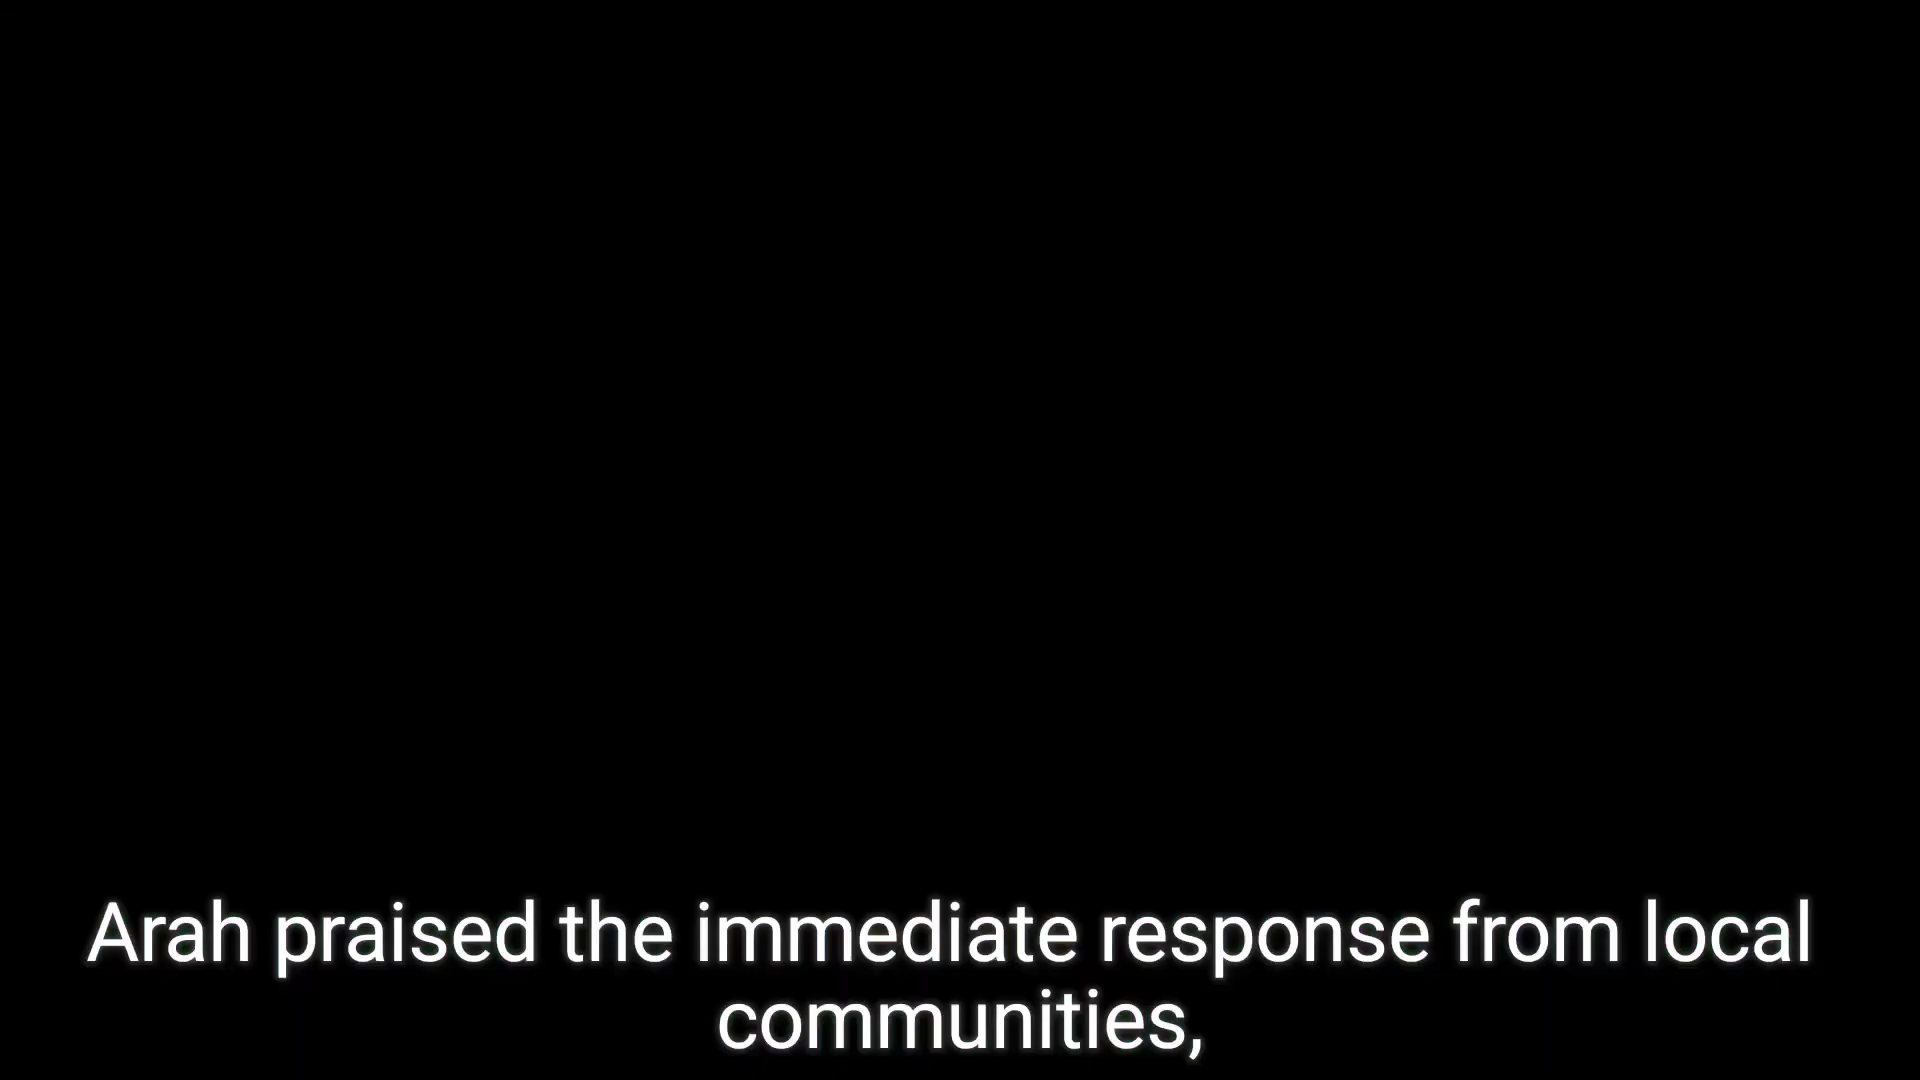 Arah praised the immediate response from local
communities,